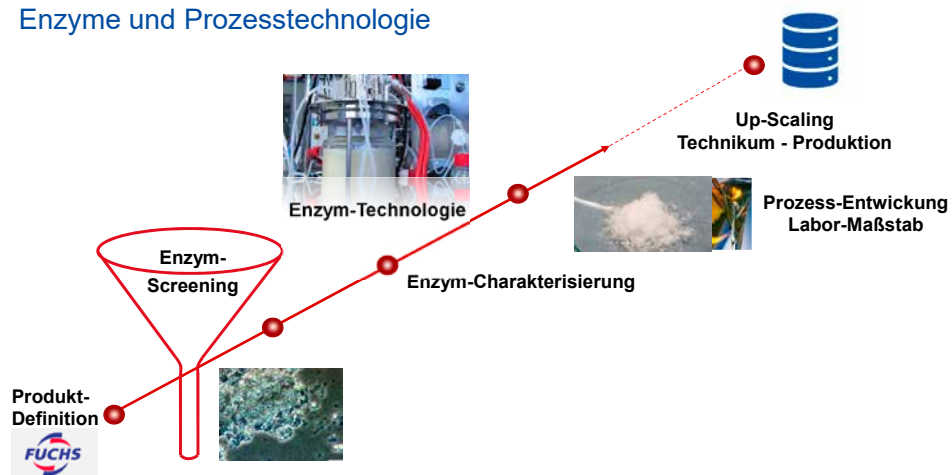 Enzyme und Prozesstechnologie
Up-Scaling
Technikum - Produktion
Enzym-Technologie
Prozess-Entwickung
Labor-Maßstab
Enzym-
Screening
Enzym-Charakterisierung
Produkt-
Definition
FUCHS